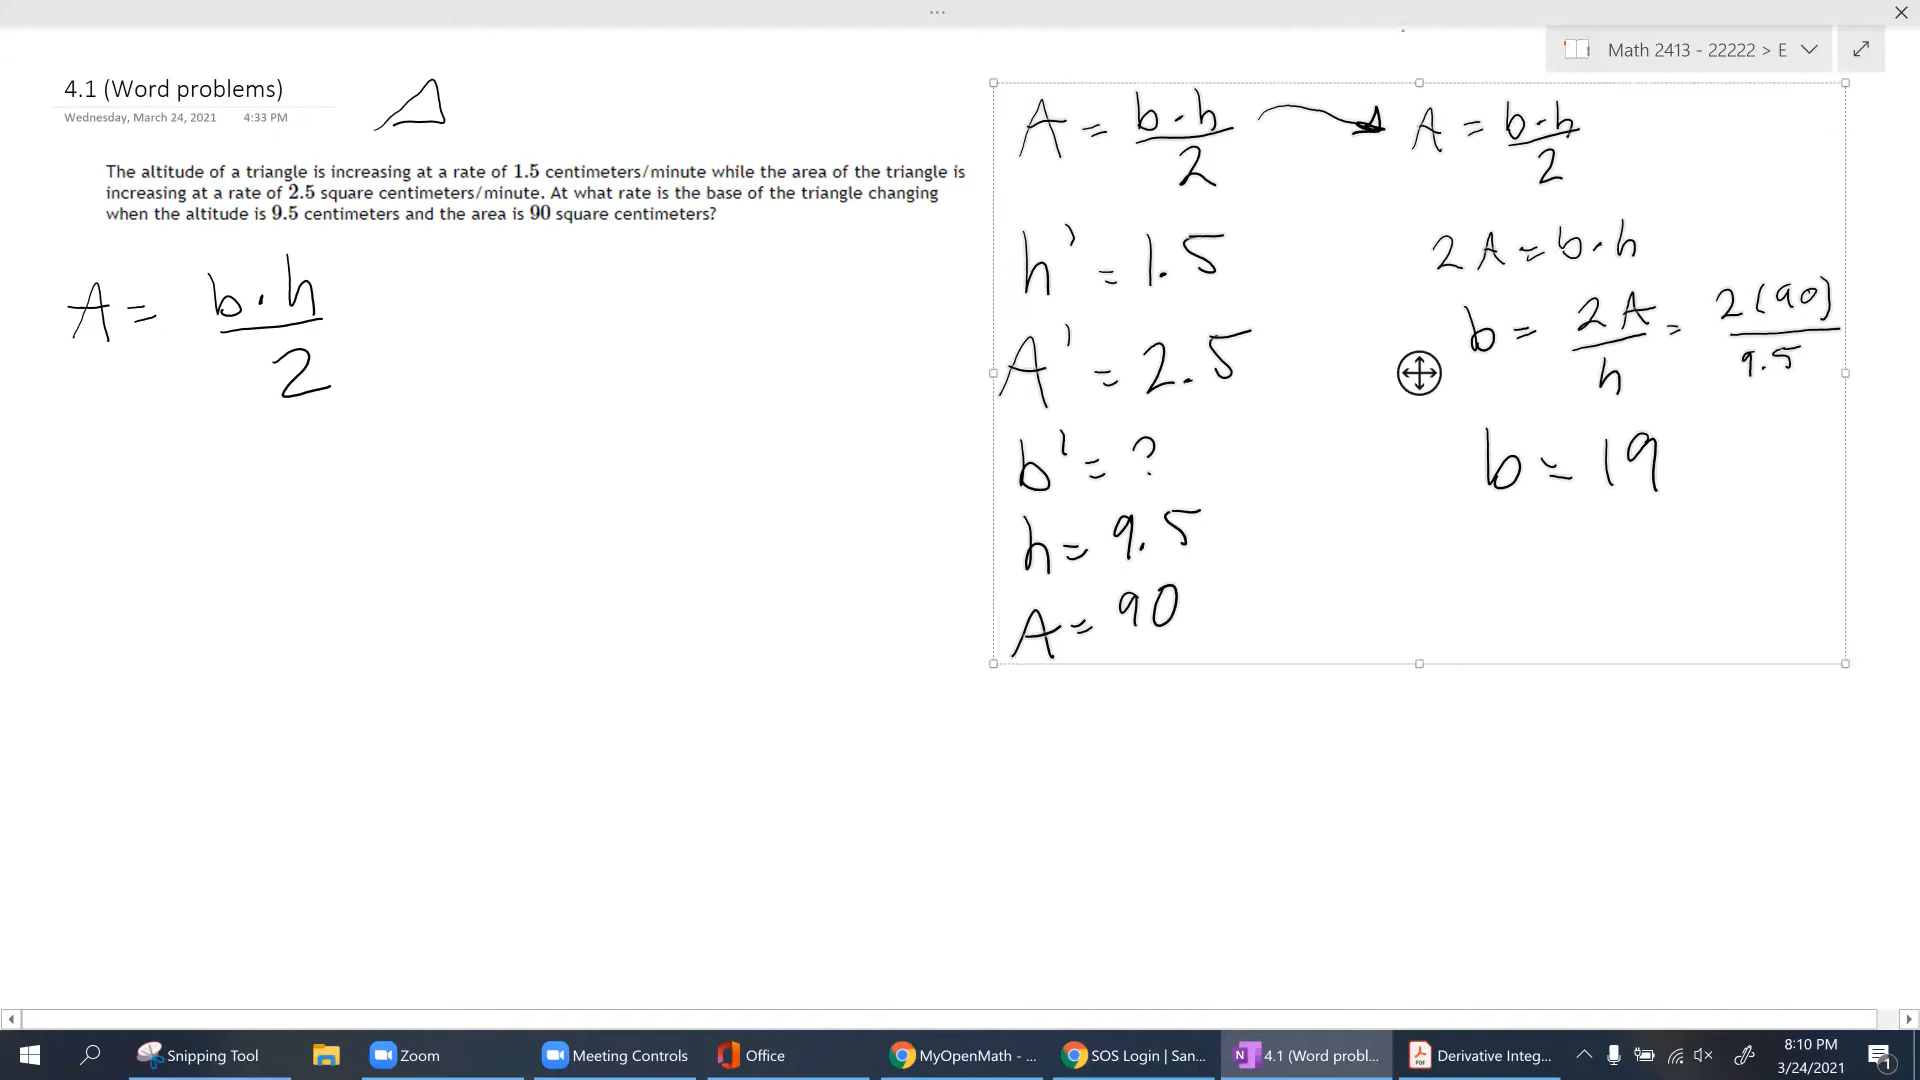 Math 2413 - 22222 > E
4.1 (Word problems)
Wednesday, March 24, 2021 4:33 PM
The altitude of a triangle is increasing at a rate of 1.5 centimeters/minute while the area of the triangle is
increasing at a rate of 2.5 square centimeters/minute. At what rate is the base of the triangle changing
when the altitude is 9.5 centimeters and the area is 90 square centimeters?
A = b·h/2
A = b·h/2
h' = 1.5
A' = 2.5
b' = ?
h = 9.5
A = 90
A = b·h/2
2A = b·h
b = 2A/h = 2(90)/9.5
b = 19
Snipping Tool
Zoom
Meeting Controls
Office
MyOpenMath - ...
SOS Login | San...
4.1 (Word probl...
Derivative Integ...
8:10 PM
3/24/2021
1